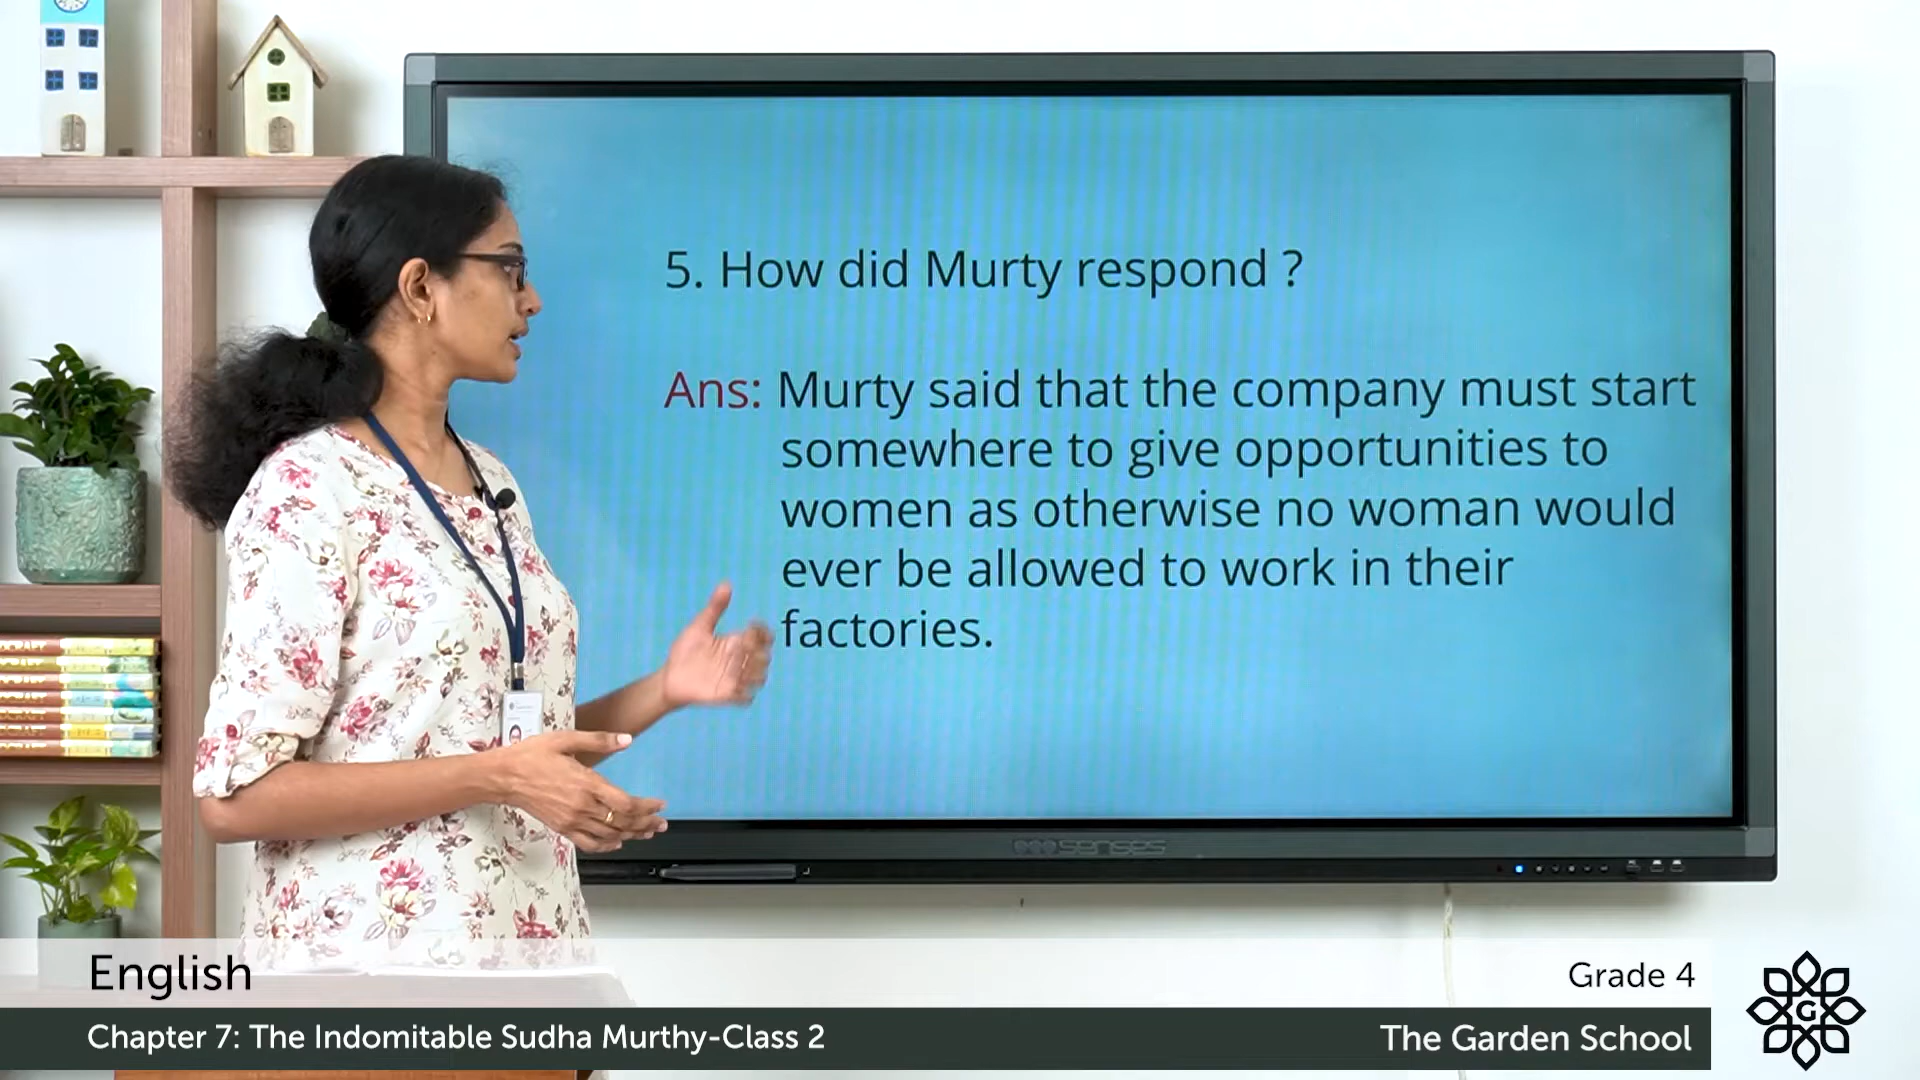 5. How did Murty respond ?
Ans: Murty said that the company must start
somewhere to give opportunities to
women as otherwise no woman would
ever be allowed to work in their
factories.
senses
English
Grade 4
Chapter 7: The Indomitable Sudha Murthy-Class 2
The Garden School
G